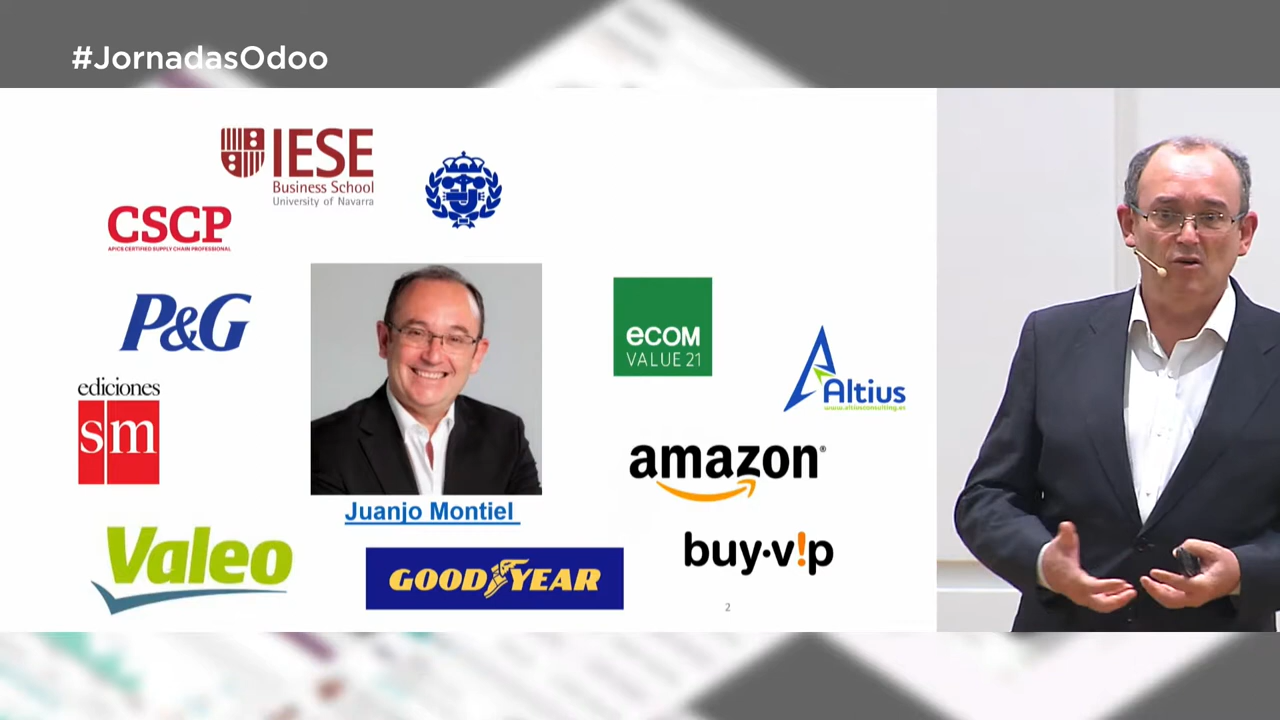 #JornadasOdoo
IESE
Business School
University of Navarra
CSCP
APICS CERTIFIED SUPPLY CHAIN PROFESSIONAL
P&G
ediciones
sm
eCOM
VALUE 21
Altius
www.altiusconsulting.es
amazon®
Juanjo Montiel
Valeo
GOODYEAR
buy·v!p
2